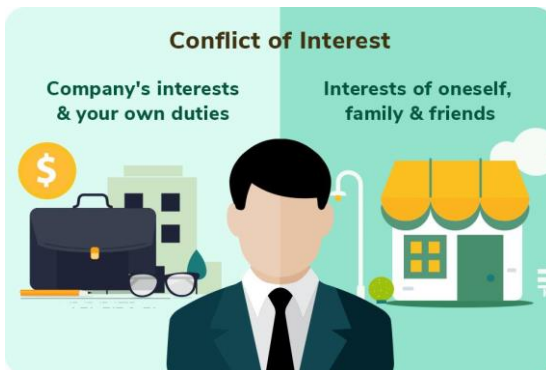 Conflict of Interest
Company's interests
& your own duties
Interests of oneself,
family & friends
$